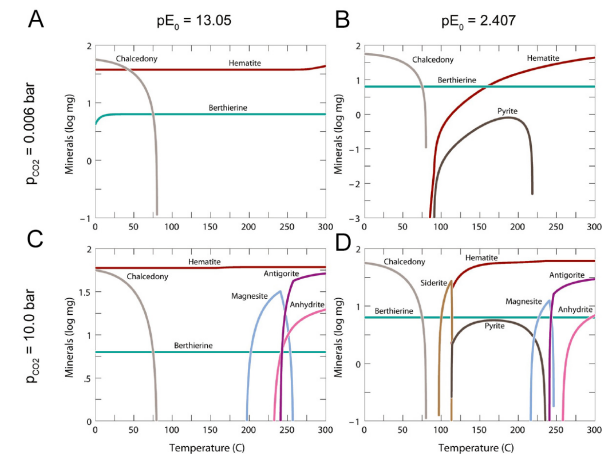 A
pE0 = 13.05
B
pE0 = 2.407
pCO2 = 0.006 bar
Minerals (log mg)
2
1
0
−1
Chalcedony
Hematite
Berthierine
0 50 100 150 200 250 300
Minerals (log mg)
2
1
0
−1
−2
−3
Chalcedony
Hematite
Berthierine
Pyrite
0 50 100 150 200 250 300
C
D
pCO2 = 10.0 bar
Minerals (log mg)
2
1.5
1
.5
0
Hematite
Chalcedony
Antigorite
Magnesite
Anhydrite
Berthierine
0 50 100 150 200 250 300
Temperature (C)
Minerals (log mg)
2
1
0
−1
Hematite
Chalcedony
Siderite
Antigorite
Magnesite
Anhydrite
Berthierine
Pyrite
0 50 100 150 200 250 300
Temperature (C)